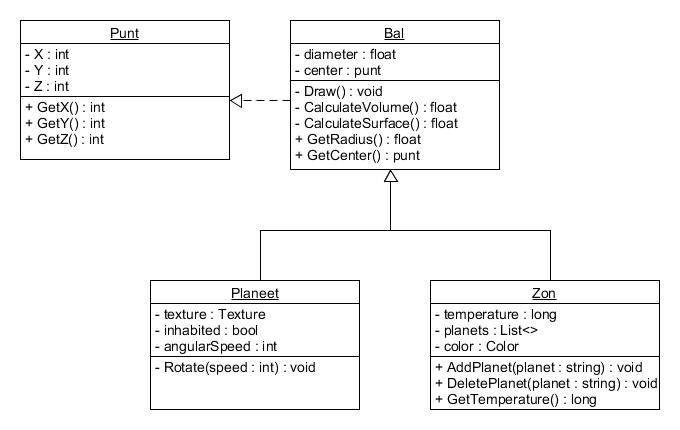 Punt
- X : int
- Y : int
- Z : int
+ GetX() : int
+ GetY() : int
+ GetZ() : int
Bal
- diameter : float
- center : punt
- Draw() : void
- CalculateVolume() : float
- CalculateSurface() : float
+ GetRadius() : float
+ GetCenter() : punt
Planeet
- texture : Texture
- inhabited : bool
- angularSpeed : int
- Rotate(speed : int) : void
Zon
- temperature : long
- planets : List<>
- color : Color
+ AddPlanet(planet : string) : void
+ DeletePlanet(planet : string) : void
+ GetTemperature() : long